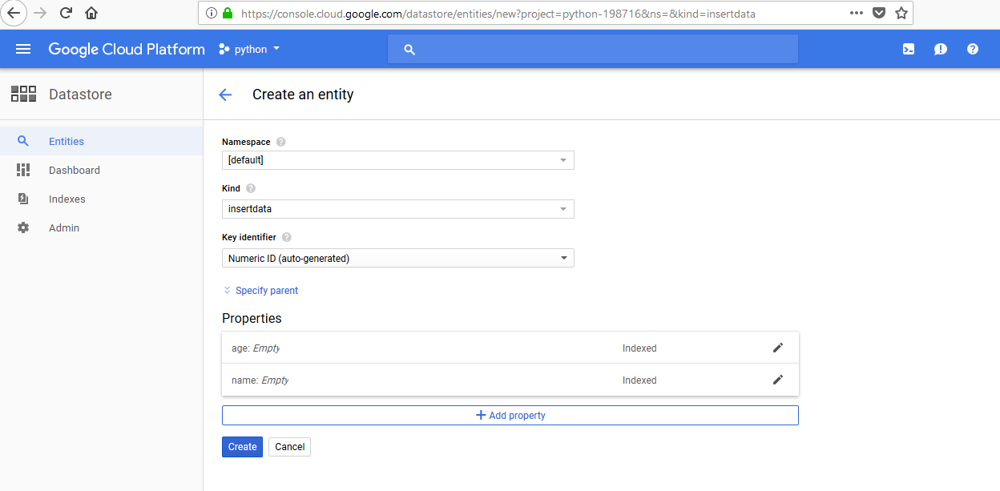 https://console.cloud.google.com/datastore/entities/new?project=python-198716&ns=&kind=insertdata
Google Cloud Platform python
Datastore
Create an entity
Entities
Dashboard
Indexes
Admin
Namespace ?
[default]
Kind ?
insertdata
Key identifier ?
Numeric ID (auto-generated)
Specify parent
Properties
age: Empty Indexed
name: Empty Indexed
+ Add property
Create Cancel